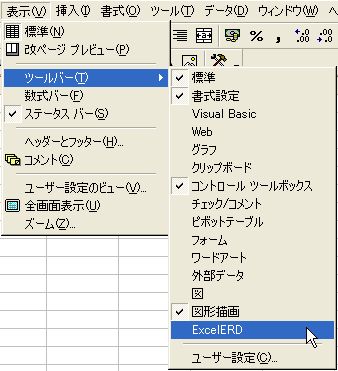 表示(V) 挿入(I) 書式(O) ツール(T) データ(D) ウィンドウ(W)
標準(N)
改ページ プレビュー(P)
ツールバー(T)
数式バー(F)
ステータス バー(S)
ヘッダーとフッター(H)...
コメント(C)
ユーザー設定のビュー(V)...
全画面表示(U)
ズーム(Z)...
% , .00
標準
書式設定
Visual Basic
Web
グラフ
クリップボード
コントロール ツールボックス
チェック/コメント
ピボットテーブル
フォーム
ワードアート
外部データ
図
図形描画
ExcelERD
ユーザー設定(C)...